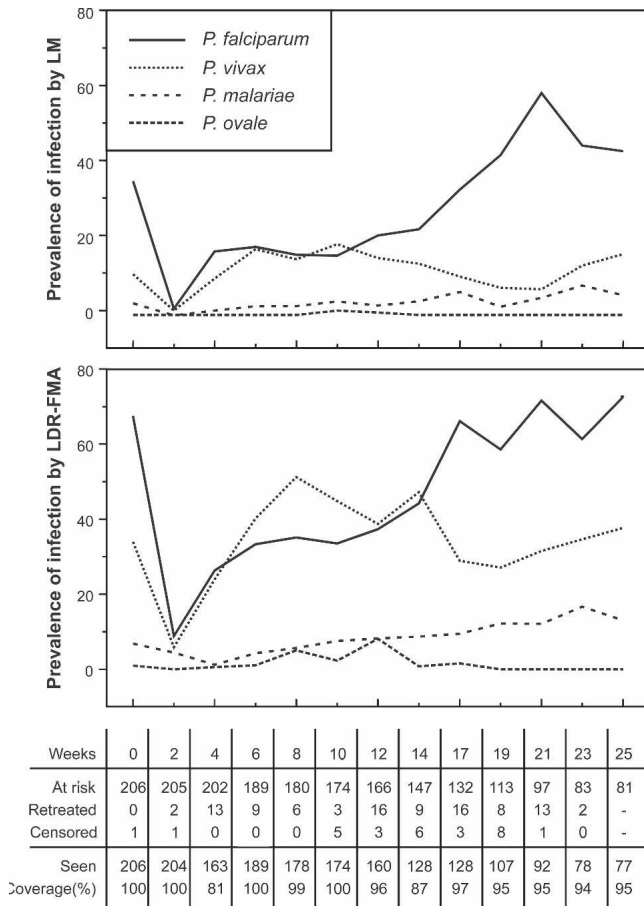 80
60
40
20
0
Prevalence of infection by LM
P. falciparum
P. vivax
P. malariae
P. ovale
80
60
40
20
0
Prevalence of infection by LDR-FMA
Weeks 0 2 4 6 8 10 12 14 17 19 21 23 25
At risk 206 205 202 189 180 174 166 147 132 113 97 83 81
Retreated 0 2 13 9 6 3 16 9 16 8 13 2 -
Censored 1 1 0 0 0 5 3 6 3 8 1 0 -
Seen 206 204 163 189 178 174 160 128 128 107 92 78 77
Coverage(%) 100 100 81 100 99 100 96 87 97 95 95 94 95